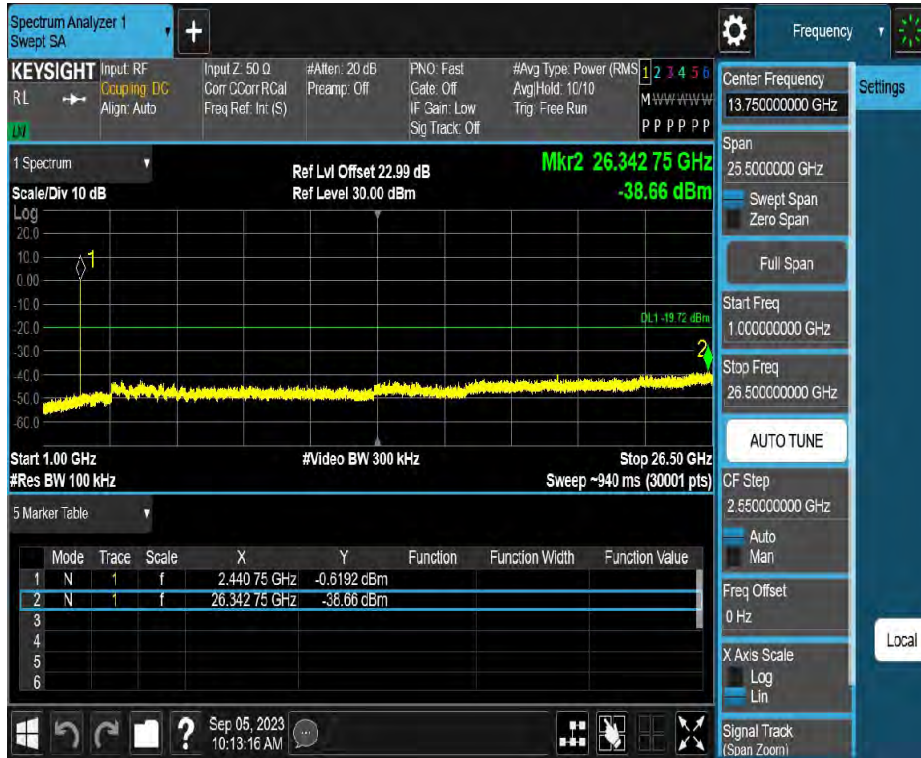 Spectrum Analyzer 1
Swept SA
+
Frequency
KEYSIGHT
RL
LXI
Input: RF
Coupling: DC
Align: Auto
Input Z: 50 Ω
Corr CCorr RCal
Freq Ref: Int (S)
#Atten: 20 dB
Preamp: Off
PNO: Fast
Gate: Off
IF Gain: Low
Sig Track: Off
#Avg Type: Power (RMS
Avg|Hold: 10/10
Trig: Free Run
1 2 3 4 5 6
M W W W W W
P P P P P P
1 Spectrum
Scale/Div 10 dB
Ref Lvl Offset 22.99 dB
Ref Level 30.00 dBm
Mkr2 26.342 75 GHz
-38.66 dBm
Log
20.0
10.0
0.00
-10.0
-20.0
-30.0
-40.0
-50.0
-60.0
1
DL1 -19.72 dBm
2
Start 1.00 GHz
#Video BW 300 kHz
Stop 26.50 GHz
#Res BW 100 kHz
Sweep ~940 ms (30001 pts)
5 Marker Table
Mode Trace Scale X Y Function Function Width Function Value
1 N 1 f 2.440 75 GHz -0.6192 dBm
2 N 1 f 26.342 75 GHz -38.66 dBm
3
4
5
6
?
Sep 05, 2023
10:13:16 AM
Center Frequency
13.750000000 GHz
Settings
Span
25.5000000 GHz
Swept Span
Zero Span
Full Span
Start Freq
1.000000000 GHz
Stop Freq
26.500000000 GHz
AUTO TUNE
CF Step
2.550000000 GHz
Auto
Man
Freq Offset
0 Hz
X Axis Scale
Log
Lin
Local
Signal Track
(Span Zoom)